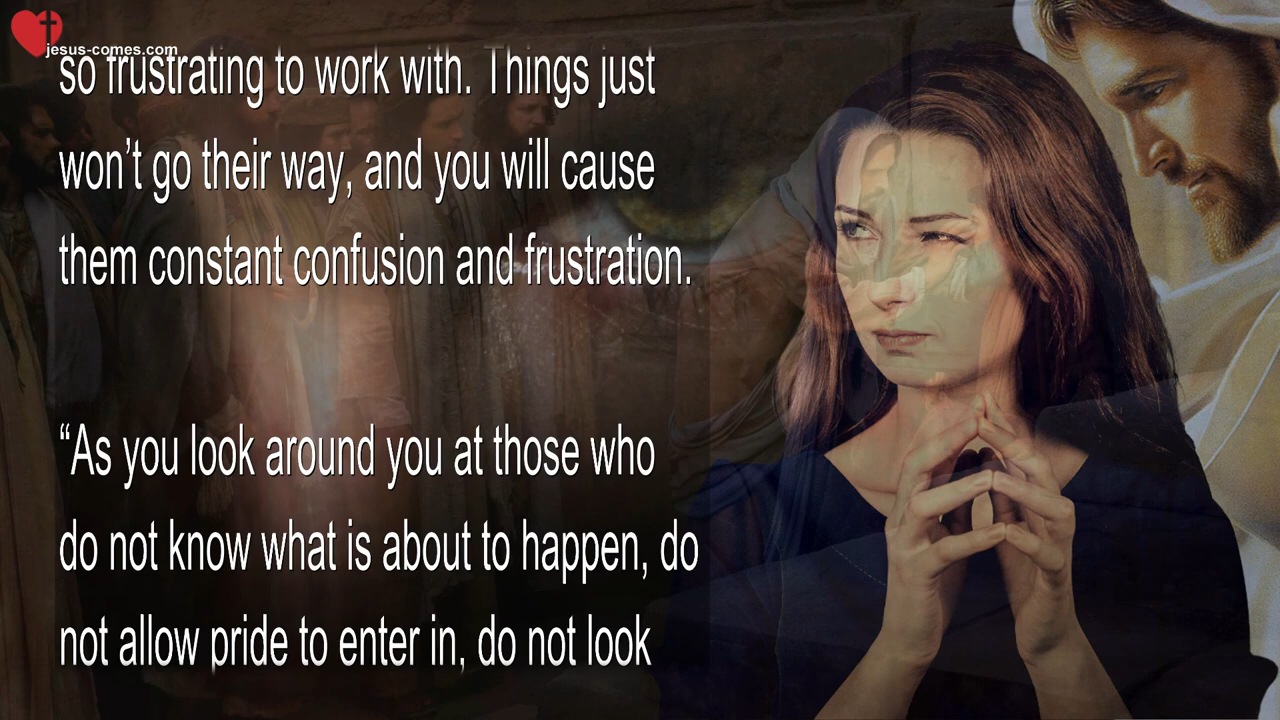 jesus-comes.com
so frustrating to work with. Things just
won’t go their way, and you will cause
them constant confusion and frustration.
“As you look around you at those who
do not know what is about to happen, do
not allow pride to enter in, do not look